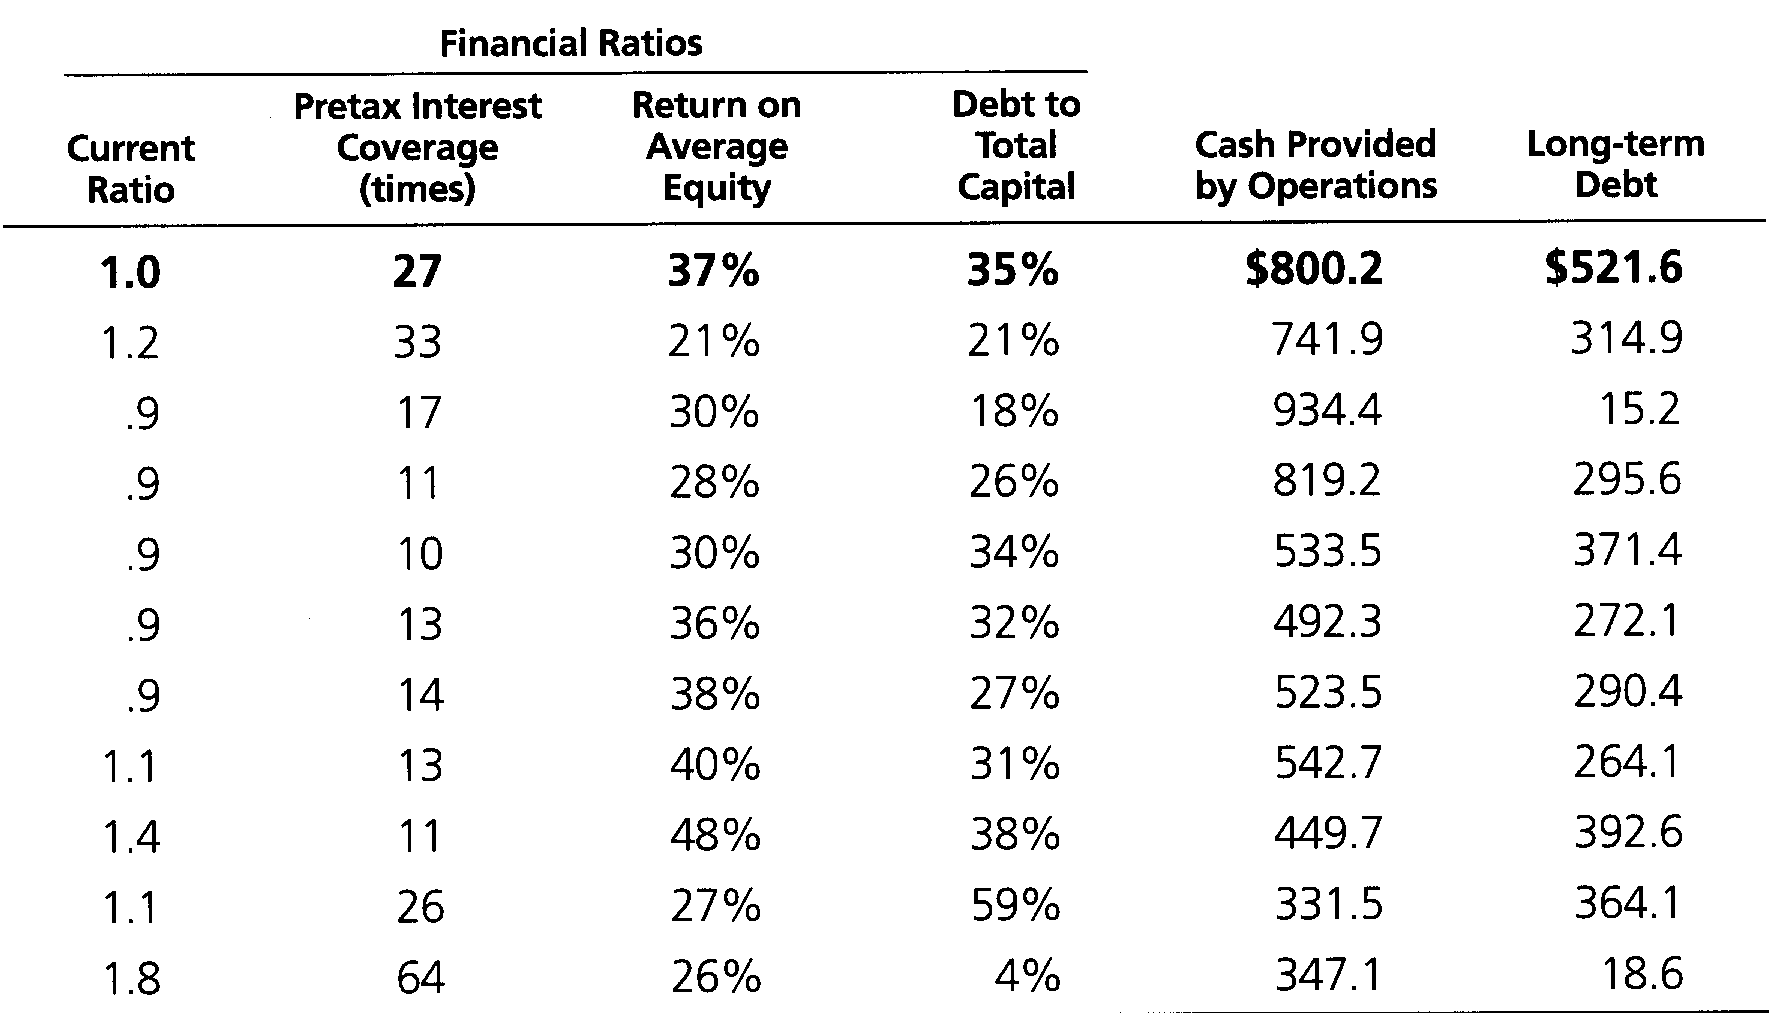 Financial Ratios
Current Ratio Pretax Interest Coverage (times) Return on Average Equity Debt to Total Capital Cash Provided by Operations Long-term Debt
1.0 27 37% 35% $800.2 $521.6
1.2 33 21% 21% 741.9 314.9
.9 17 30% 18% 934.4 15.2
.9 11 28% 26% 819.2 295.6
.9 10 30% 34% 533.5 371.4
.9 13 36% 32% 492.3 272.1
.9 14 38% 27% 523.5 290.4
1.1 13 40% 31% 542.7 264.1
1.4 11 48% 38% 449.7 392.6
1.1 26 27% 59% 331.5 364.1
1.8 64 26% 4% 347.1 18.6